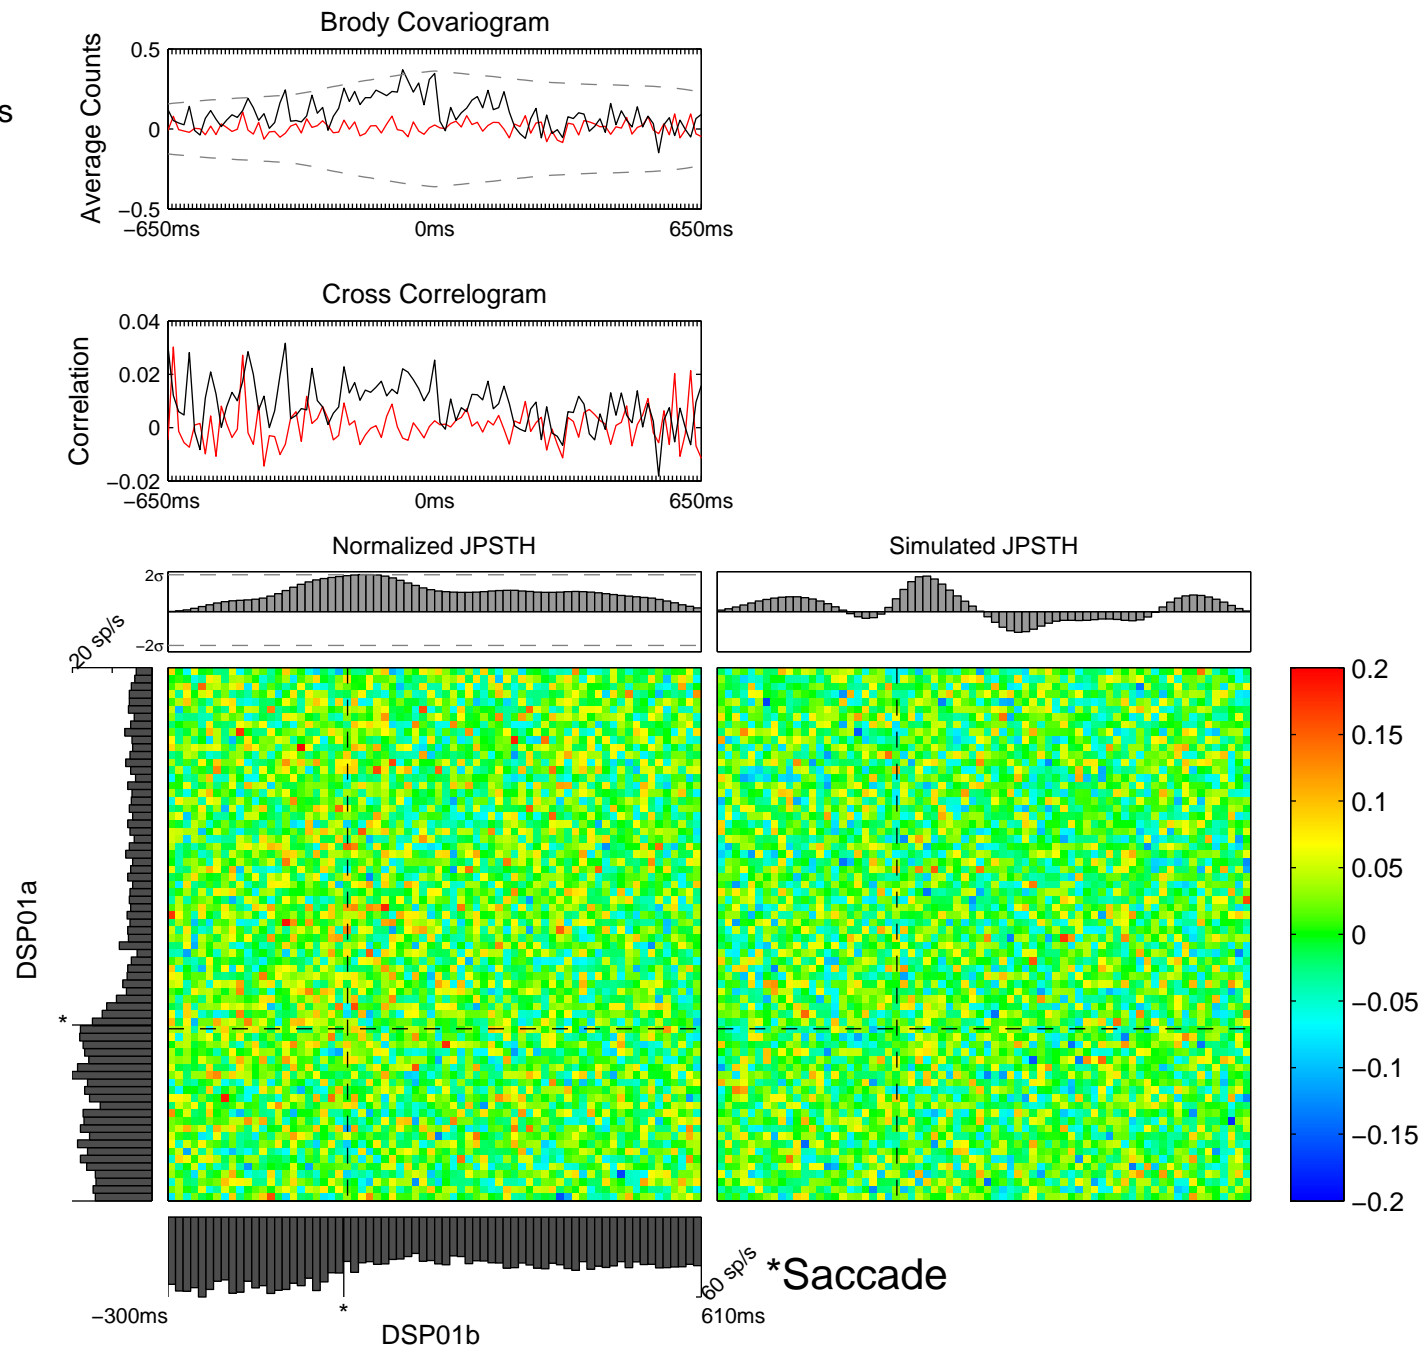 Brody Covariogram
Average Counts
0.5
0
−0.5
−650ms
0ms
650ms
s
Cross Correlogram
Correlation
0.04
0.02
0
−0.02
−650ms
0ms
650ms
Normalized JPSTH
Simulated JPSTH
2σ
−2σ
20 sp/s
DSP01a
*
0.2
0.15
0.1
0.05
0
−0.05
−0.1
−0.15
−0.2
60 sp/s
*Saccade
−300ms
*
610ms
DSP01b